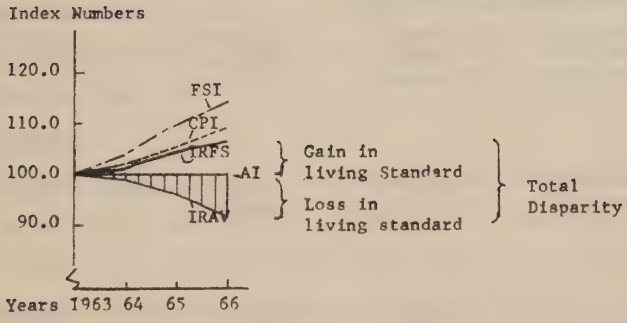 Index Numbers
120.0
FSI
110.0
CPI
IRFS
100.0
AI
Gain in
living Standard
Loss in
living standard
Total
Disparity
90.0
IRAV
Years 1963 64 65 66